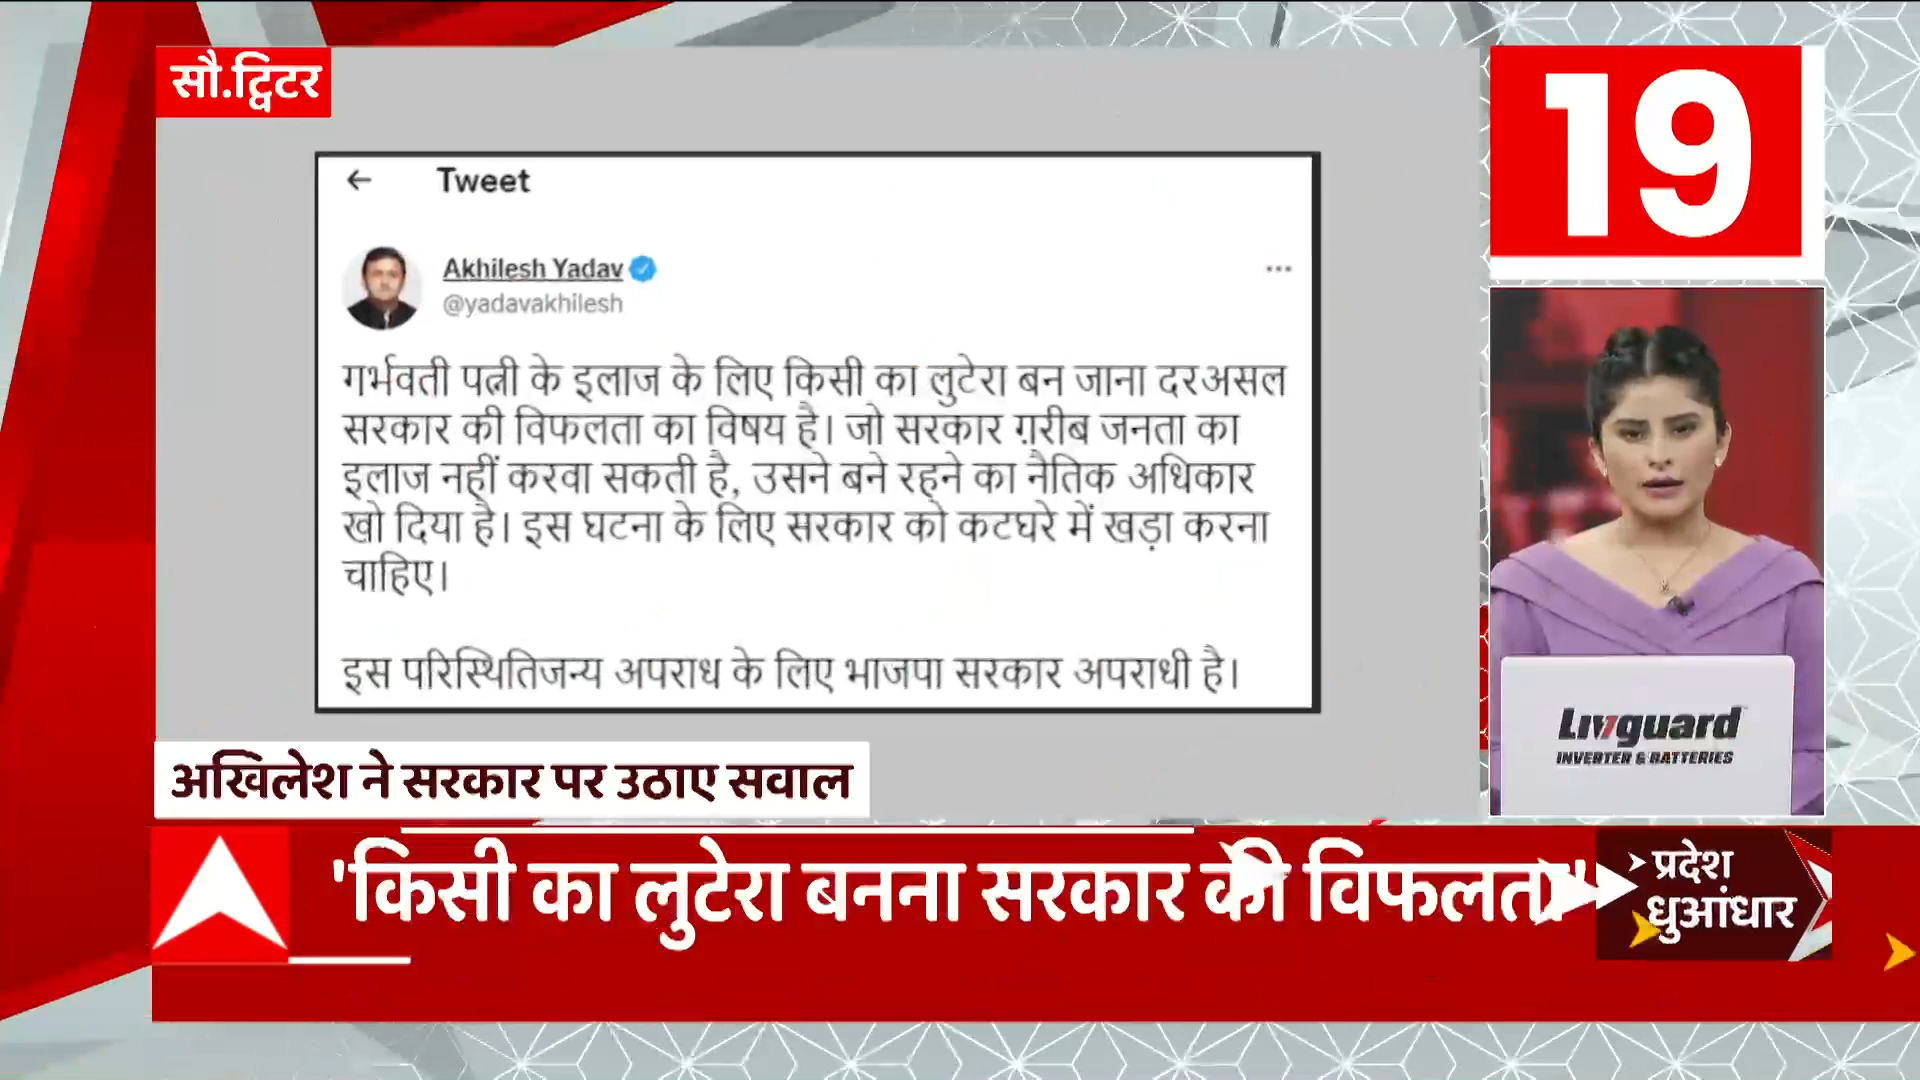 सौ.ट्विटर
19
Tweet
Akhilesh Yadav
@yadavakhilesh
गर्भवती पत्नी के इलाज के लिए किसी का लुटेरा बन जाना दरअसल
सरकार की विफलता का विषय है। जो सरकार ग़रीब जनता का
इलाज नहीं करवा सकती है, उसने बने रहने का नैतिक अधिकार
खो दिया है। इस घटना के लिए सरकार को कटघरे में खड़ा करना
चाहिए।
इस परिस्थितिजन्य अपराध के लिए भाजपा सरकार अपराधी है।
Livguard
INVERTER & BATTERIES
अखिलेश ने सरकार पर उठाए सवाल
'किसी का लुटेरा बनना सरकार की विफलता'
प्रदेश
धुआंधार